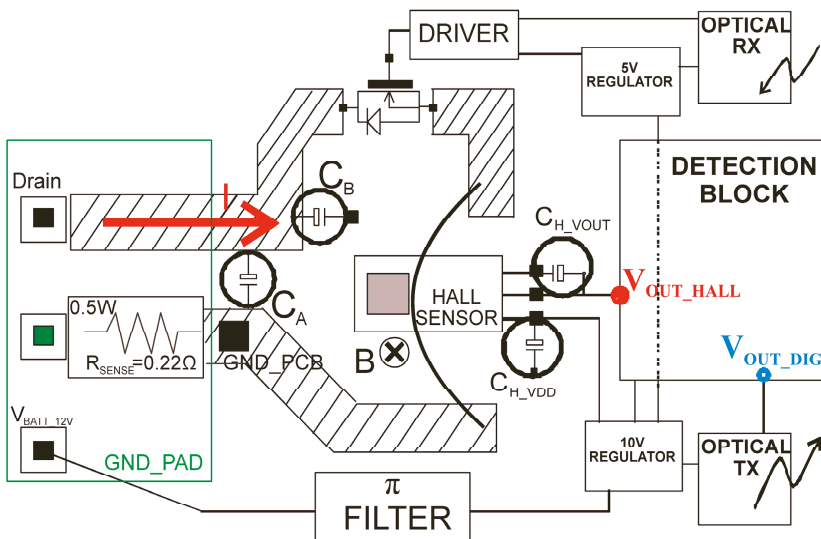 DRIVER
OPTICAL
RX
5V
REGULATOR
DETECTION
BLOCK
Drain
I
C_B
C_H_VOUT
V_OUT_HALL
HALL
SENSOR
C_A
0.5W
R_SENSE=0.22Ω
GND_PCB
B
C_H_VDD
V_OUT_DIG
V_BATT_12V
GND_PAD
10V
REGULATOR
OPTICAL
TX
π
FILTER